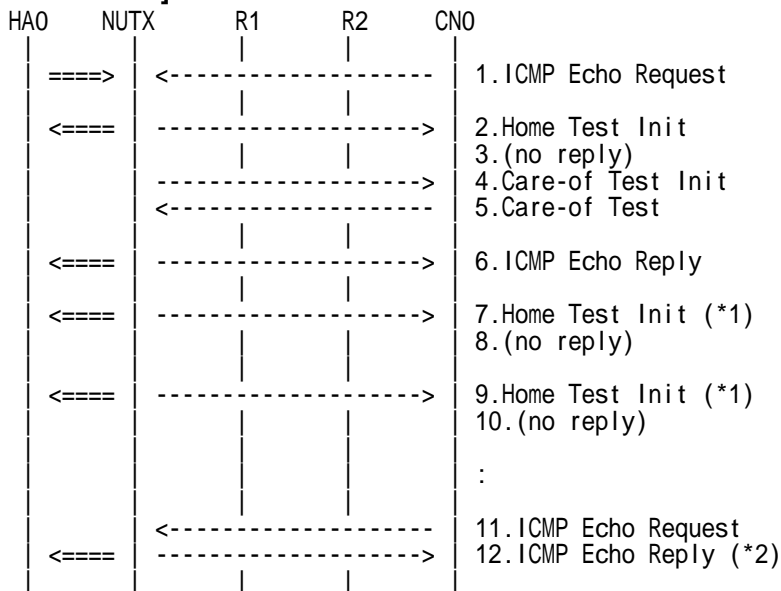 ]
HA0 NUTX R1 R2 CN0
====> <--------------------- 1.ICMP Echo Request
<==== ---------------------> 2.Home Test Init
3.(no reply)
---------------------> 4.Care-of Test Init
<--------------------- 5.Care-of Test
<==== ---------------------> 6.ICMP Echo Reply
<==== ---------------------> 7.Home Test Init (*1)
8.(no reply)
<==== ---------------------> 9.Home Test Init (*1)
10.(no reply)
:
<--------------------- 11.ICMP Echo Request
<==== ---------------------> 12.ICMP Echo Reply (*2)